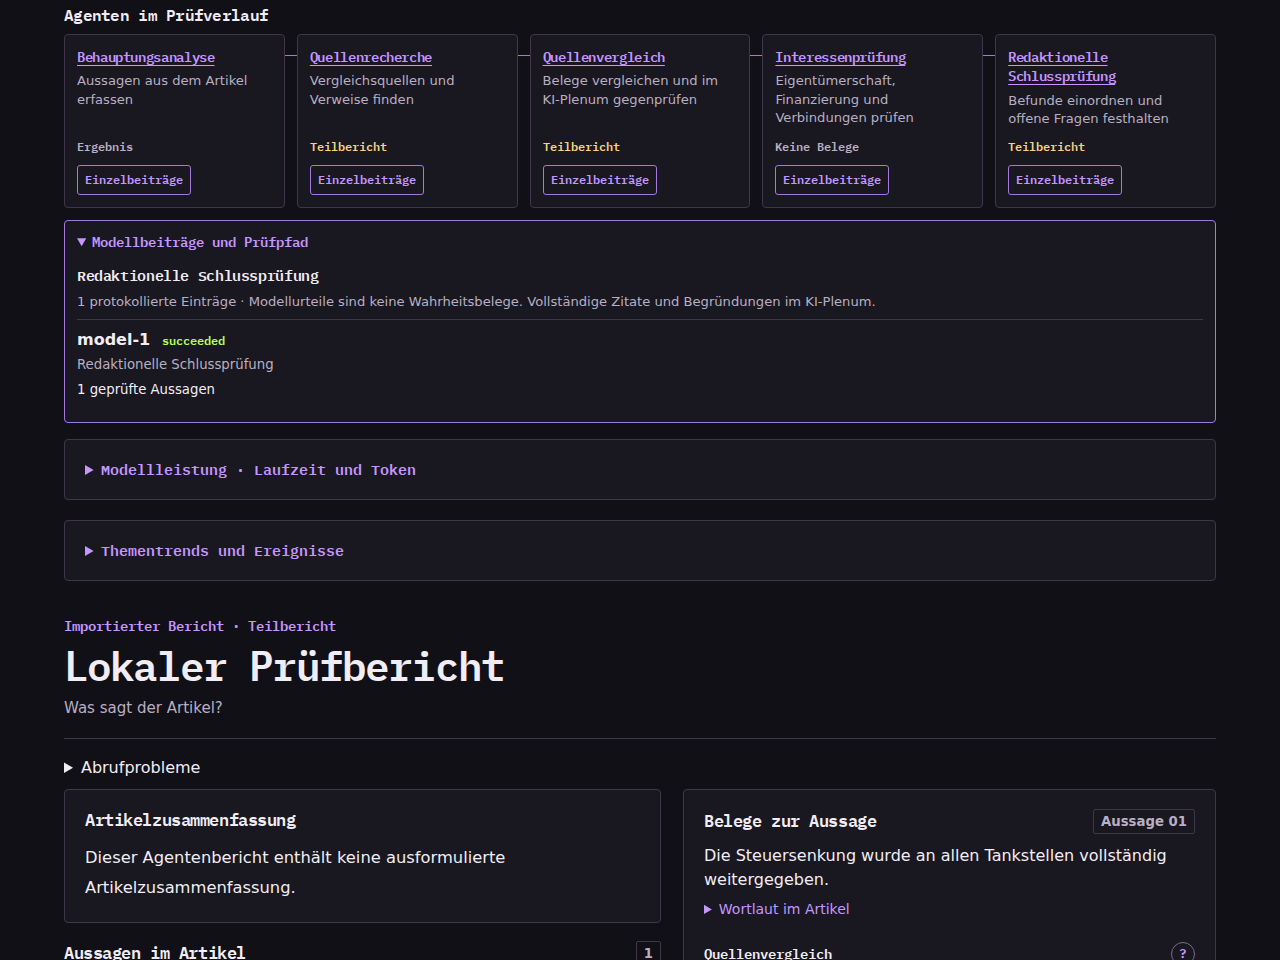 Agenten im Prüfverlauf
Behauptungsanalyse
Aussagen aus dem Artikel
erfassen
Ergebnis
Einzelbeiträge
Quellenrecherche
Vergleichsquellen und
Verweise finden
Teilbericht
Einzelbeiträge
Quellenvergleich
Belege vergleichen und im
KI-Plenum gegenprüfen
Teilbericht
Einzelbeiträge
Interessenprüfung
Eigentümerschaft,
Finanzierung und
Verbindungen prüfen
Keine Belege
Einzelbeiträge
Redaktionelle
Schlussprüfung
Befunde einordnen und
offene Fragen festhalten
Teilbericht
Einzelbeiträge
▼ Modellbeiträge und Prüfpfad
Redaktionelle Schlussprüfung
1 protokollierte Einträge · Modellurteile sind keine Wahrheitsbelege. Vollständige Zitate und Begründungen im KI-Plenum.
model-1 succeeded
Redaktionelle Schlussprüfung
1 geprüfte Aussagen
▶ Modellleistung · Laufzeit und Token
▶ Thementrends und Ereignisse
Importierter Bericht · Teilbericht
Lokaler Prüfbericht
Was sagt der Artikel?
▶ Abrufprobleme
Artikelzusammenfassung
Dieser Agentenbericht enthält keine ausformulierte
Artikelzusammenfassung.
Aussagen im Artikel 1
Belege zur Aussage Aussage 01
Die Steuersenkung wurde an allen Tankstellen vollständig
weitergegeben.
▶ Wortlaut im Artikel
Quellenvergleich ?